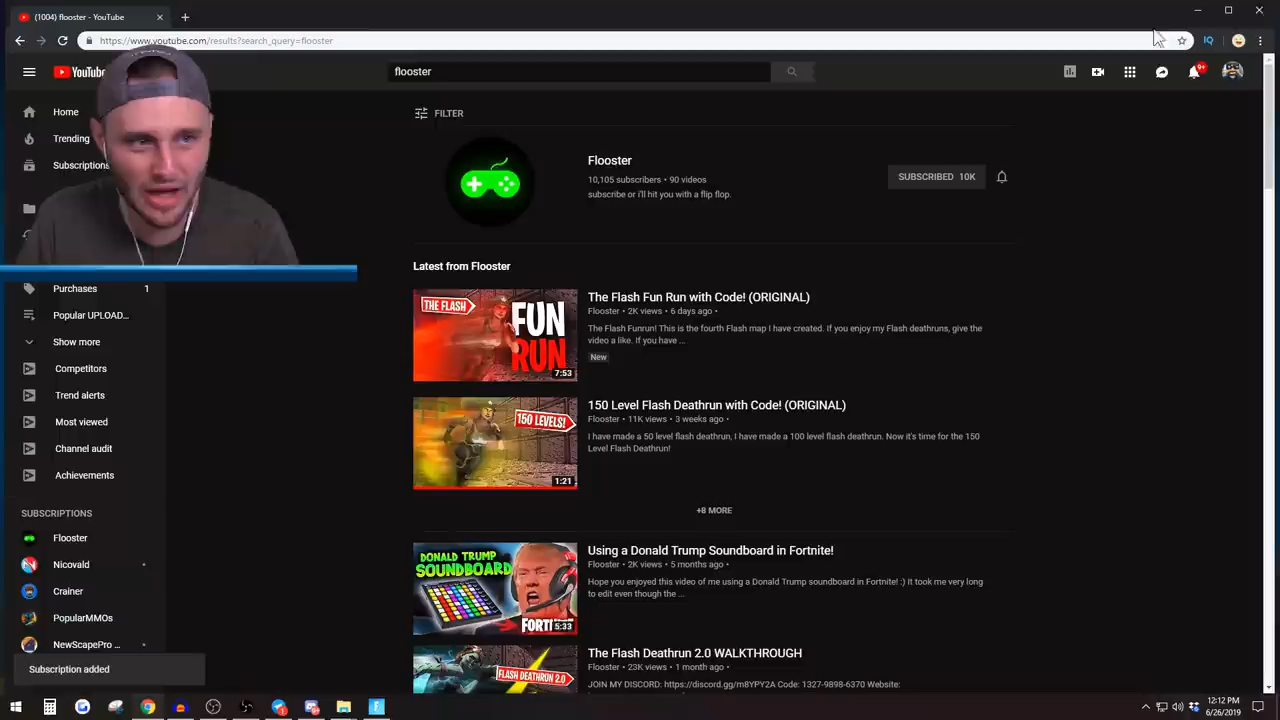 (1004) flooster - YouTube
https://www.youtube.com/results?search_query=flooster
IQ
YouTube
flooster
9+
Home
Trending
Subscriptions
FILTER
Flooster
10,105 subscribers • 90 videos
subscribe or i'll hit you with a flip flop.
SUBSCRIBED 10K
Latest from Flooster
Purchases 1
Popular UPLOAD...
Show more
Competitors
Trend alerts
Most viewed
Channel audit
Achievements
SUBSCRIPTIONS
Flooster
Nicovald
Crainer
PopularMMOs
NewScapePro ...
Subscription added
THE FLASH
FUN
RUN
7:53
The Flash Fun Run with Code! (ORIGINAL)
Flooster • 2K views • 6 days ago •
The Flash Funrun! This is the fourth Flash map I have created. If you enjoy my Flash deathruns, give the
video a like. If you have ...
New
150 LEVELS!
1:21
150 Level Flash Deathrun with Code! (ORIGINAL)
Flooster • 11K views • 3 weeks ago •
I have made a 50 level flash deathrun, I have made a 100 level flash deathrun. Now it's time for the 150
Level Flash Deathrun!
+8 MORE
DONALD TRUMP
SOUNDBOARD
5:33
Using a Donald Trump Soundboard in Fortnite!
Flooster • 2K views • 5 months ago •
Hope you enjoyed this video of me using a Donald Trump soundboard in Fortnite! :) It took me very long
to edit even though the ...
FLASH DEATHRUN 2.0
The Flash Deathrun 2.0 WALKTHROUGH
Flooster • 23K views • 1 month ago •
JOIN MY DISCORD: https://discord.gg/m8YPY2A Code: 1327-9898-6370 Website:
12:12 PM
6/26/2019